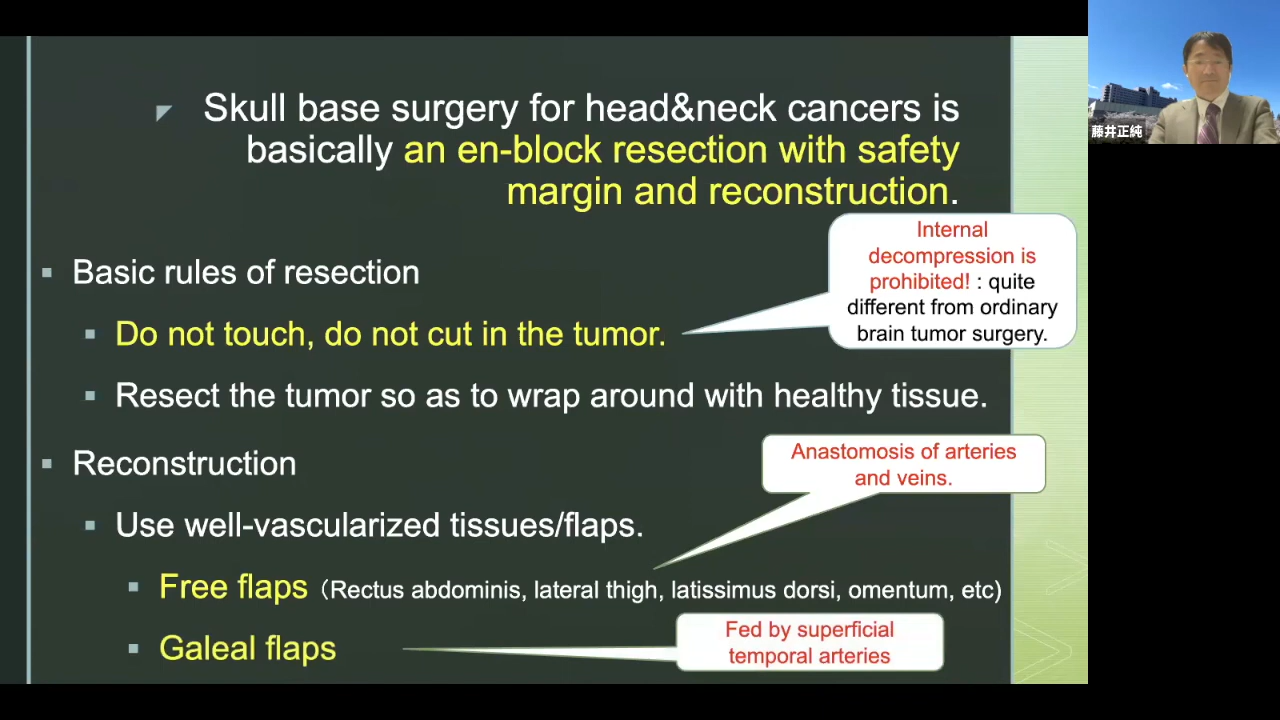 Skull base surgery for head&neck cancers is
basically an en-block resection with safety
margin and reconstruction.
Internal
decompression is
prohibited! : quite
different from ordinary
brain tumor surgery.
Basic rules of resection
Do not touch, do not cut in the tumor.
Resect the tumor so as to wrap around with healthy tissue.
Reconstruction
Anastomosis of arteries
and veins.
Use well-vascularized tissues/flaps.
Free flaps（Rectus abdominis, lateral thigh, latissimus dorsi, omentum, etc)
Galeal flaps
Fed by superficial
temporal arteries
藤井正純